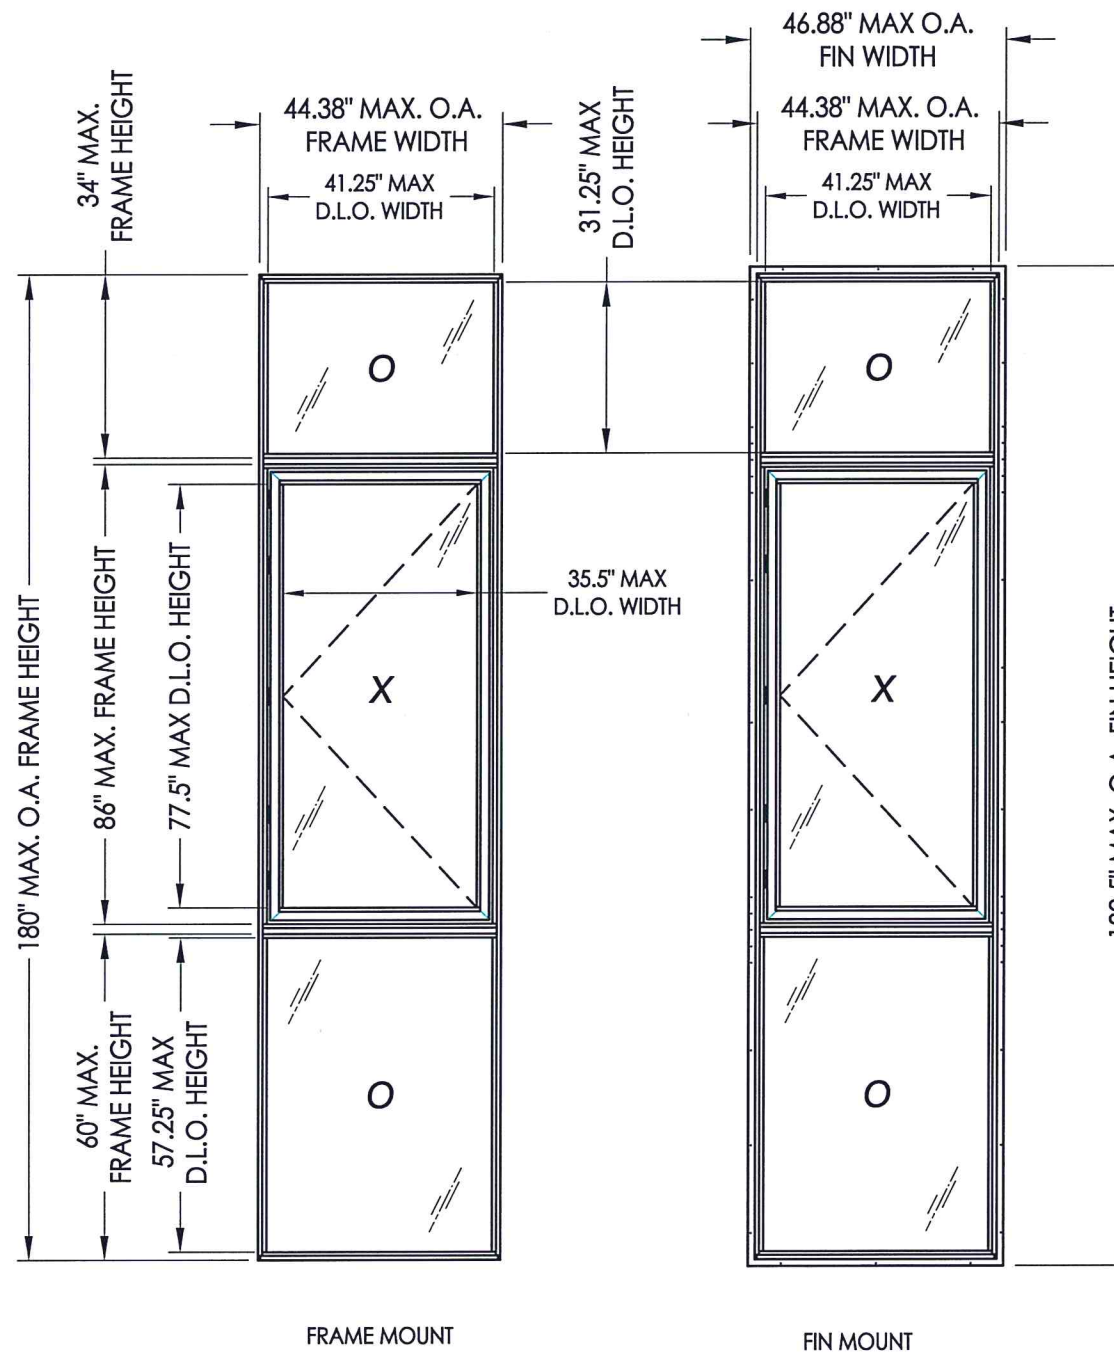 46.88" MAX O.A.
FIN WIDTH
34" MAX.
FRAME HEIGHT
44.38" MAX. O.A.
FRAME WIDTH
41.25" MAX
D.L.O. WIDTH
31.25" MAX
D.L.O. HEIGHT
44.38" MAX. O.A.
FRAME WIDTH
41.25" MAX
D.L.O. WIDTH
O
O
180" MAX. O.A. FRAME HEIGHT
86" MAX. FRAME HEIGHT
77.5" MAX D.L.O. HEIGHT
35.5" MAX
D.L.O. WIDTH
X
X
MAX. O.A. FIN HEIGHT
60" MAX.
FRAME HEIGHT
57.25" MAX
D.L.O. HEIGHT
O
O
FRAME MOUNT
FIN MOUNT